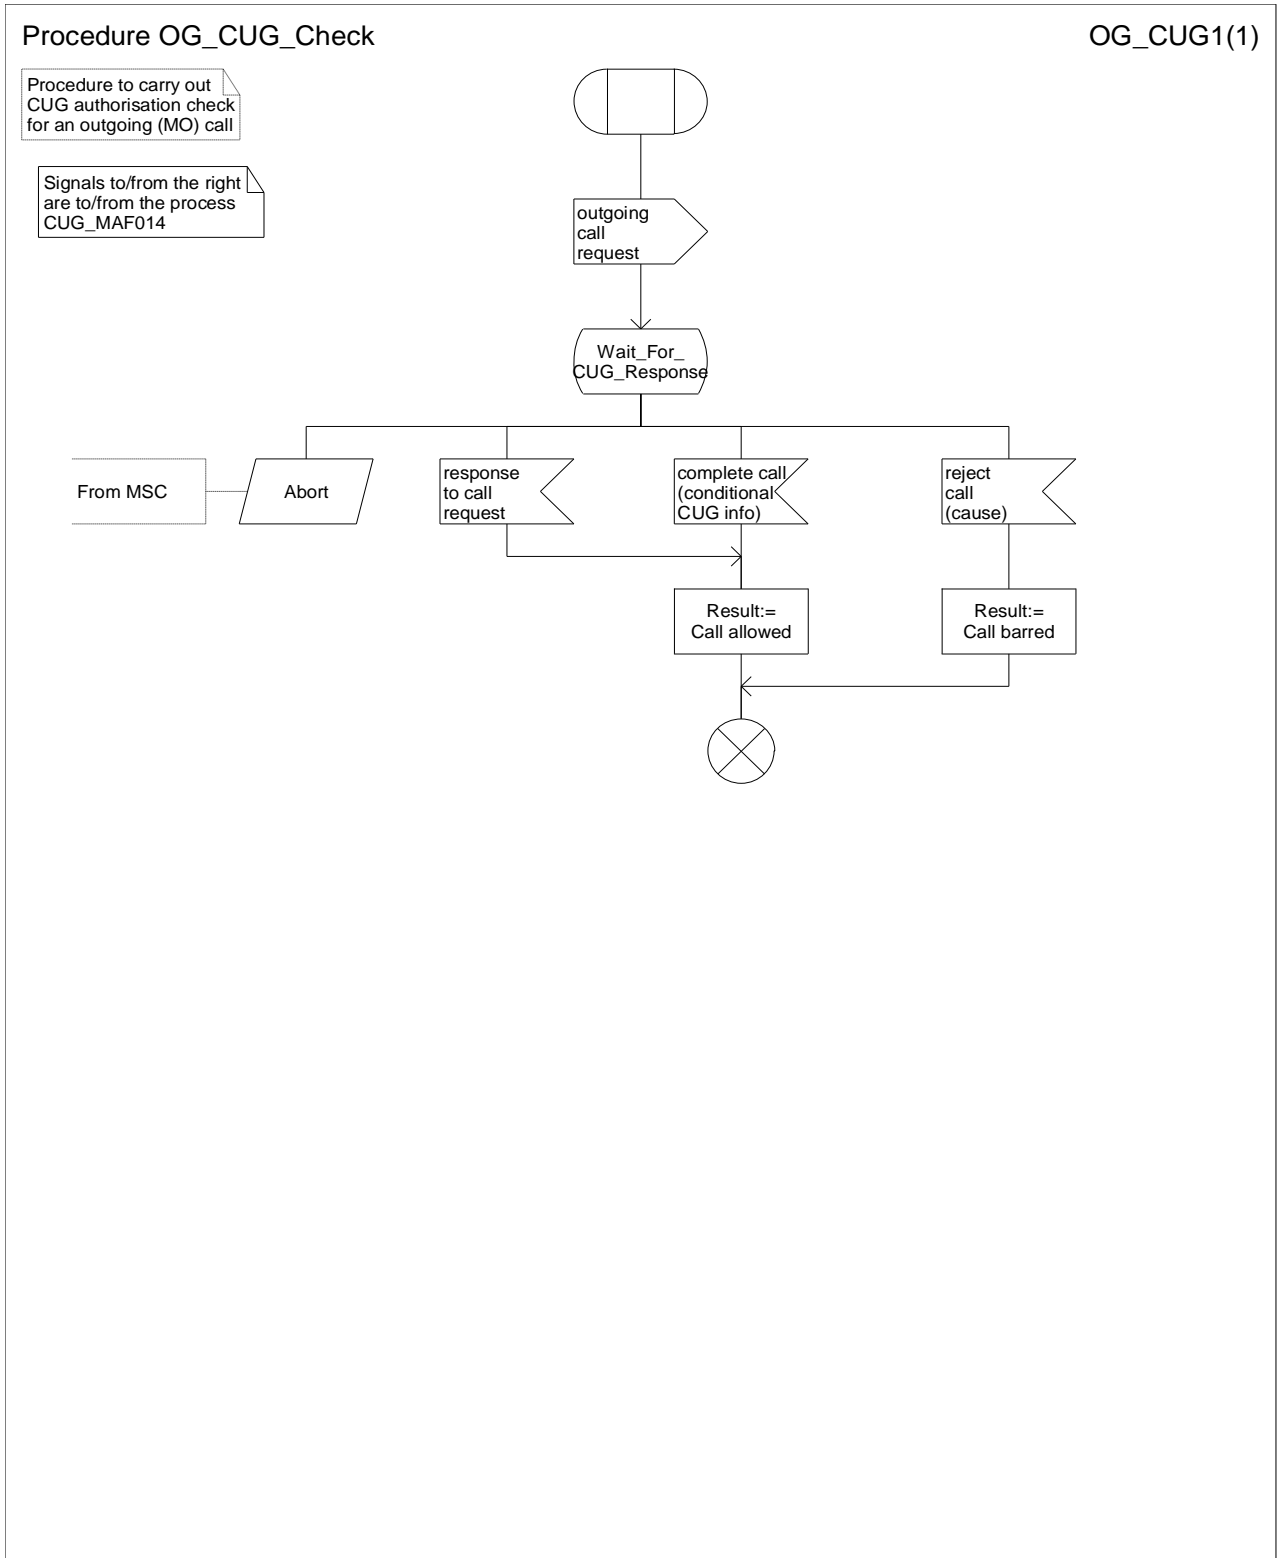 Procedure OG_CUG_Check
OG_CUG1(1)
Procedure to carry out
CUG authorisation check
for an outgoing (MO) call
Signals to/from the right
are to/from the process
CUG_MAF014
outgoing
call
request
Wait_For_
CUG_Response
From MSC
Abort
response
to call
request
complete call
(conditional
CUG info)
reject
call
(cause)
Result:=
Call allowed
Result:=
Call barred